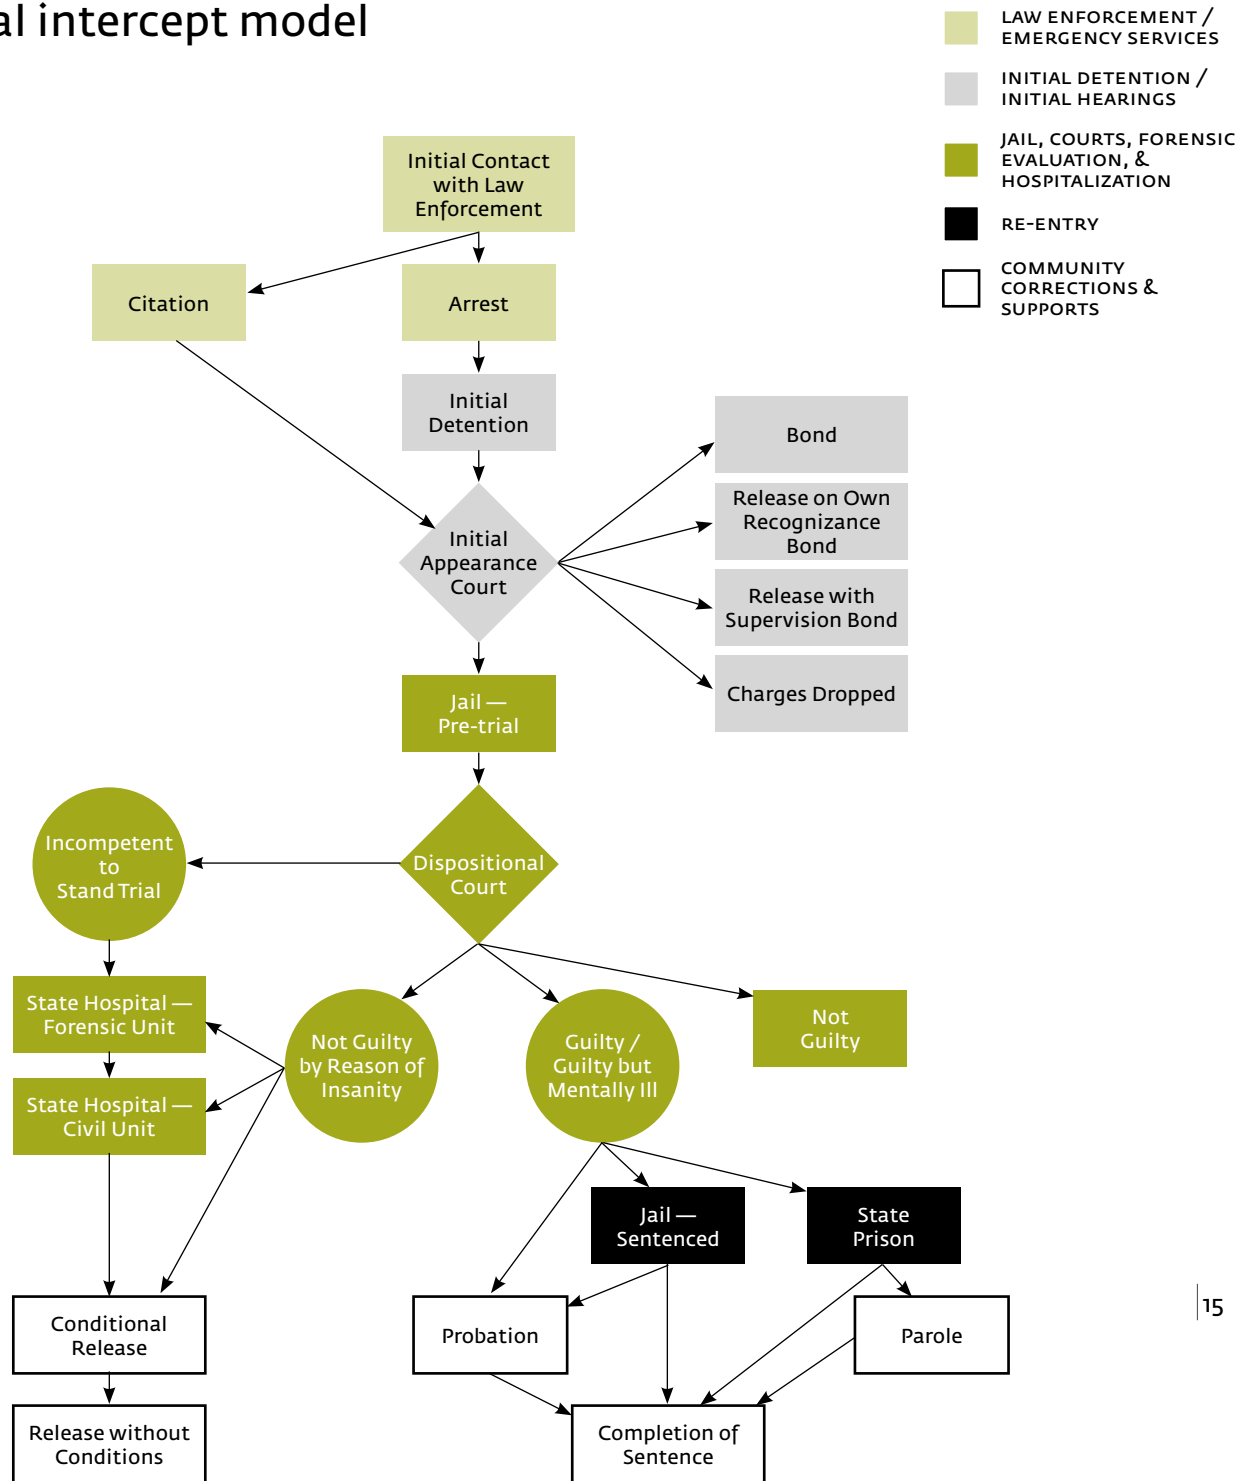 al intercept model
LAW ENFORCEMENT /
EMERGENCY SERVICES
INITIAL DETENTION /
INITIAL HEARINGS
JAIL, COURTS, FORENSIC
EVALUATION, &
HOSPITALIZATION
RE-ENTRY
COMMUNITY
CORRECTIONS &
SUPPORTS
Initial Contact
with Law
Enforcement
Citation
Arrest
Initial
Detention
Initial
Appearance
Court
Bond
Release on Own
Recognizance
Bond
Release with
Supervision Bond
Charges Dropped
Jail —
Pre-trial
Incompetent
to
Stand Trial
Dispositional
Court
State Hospital —
Forensic Unit
State Hospital —
Civil Unit
Not Guilty
by Reason of
Insanity
Guilty /
Guilty but
Mentally Ill
Not
Guilty
Jail —
Sentenced
State
Prison
Conditional
Release
Probation
Parole
Release without
Conditions
Completion of
Sentence
15